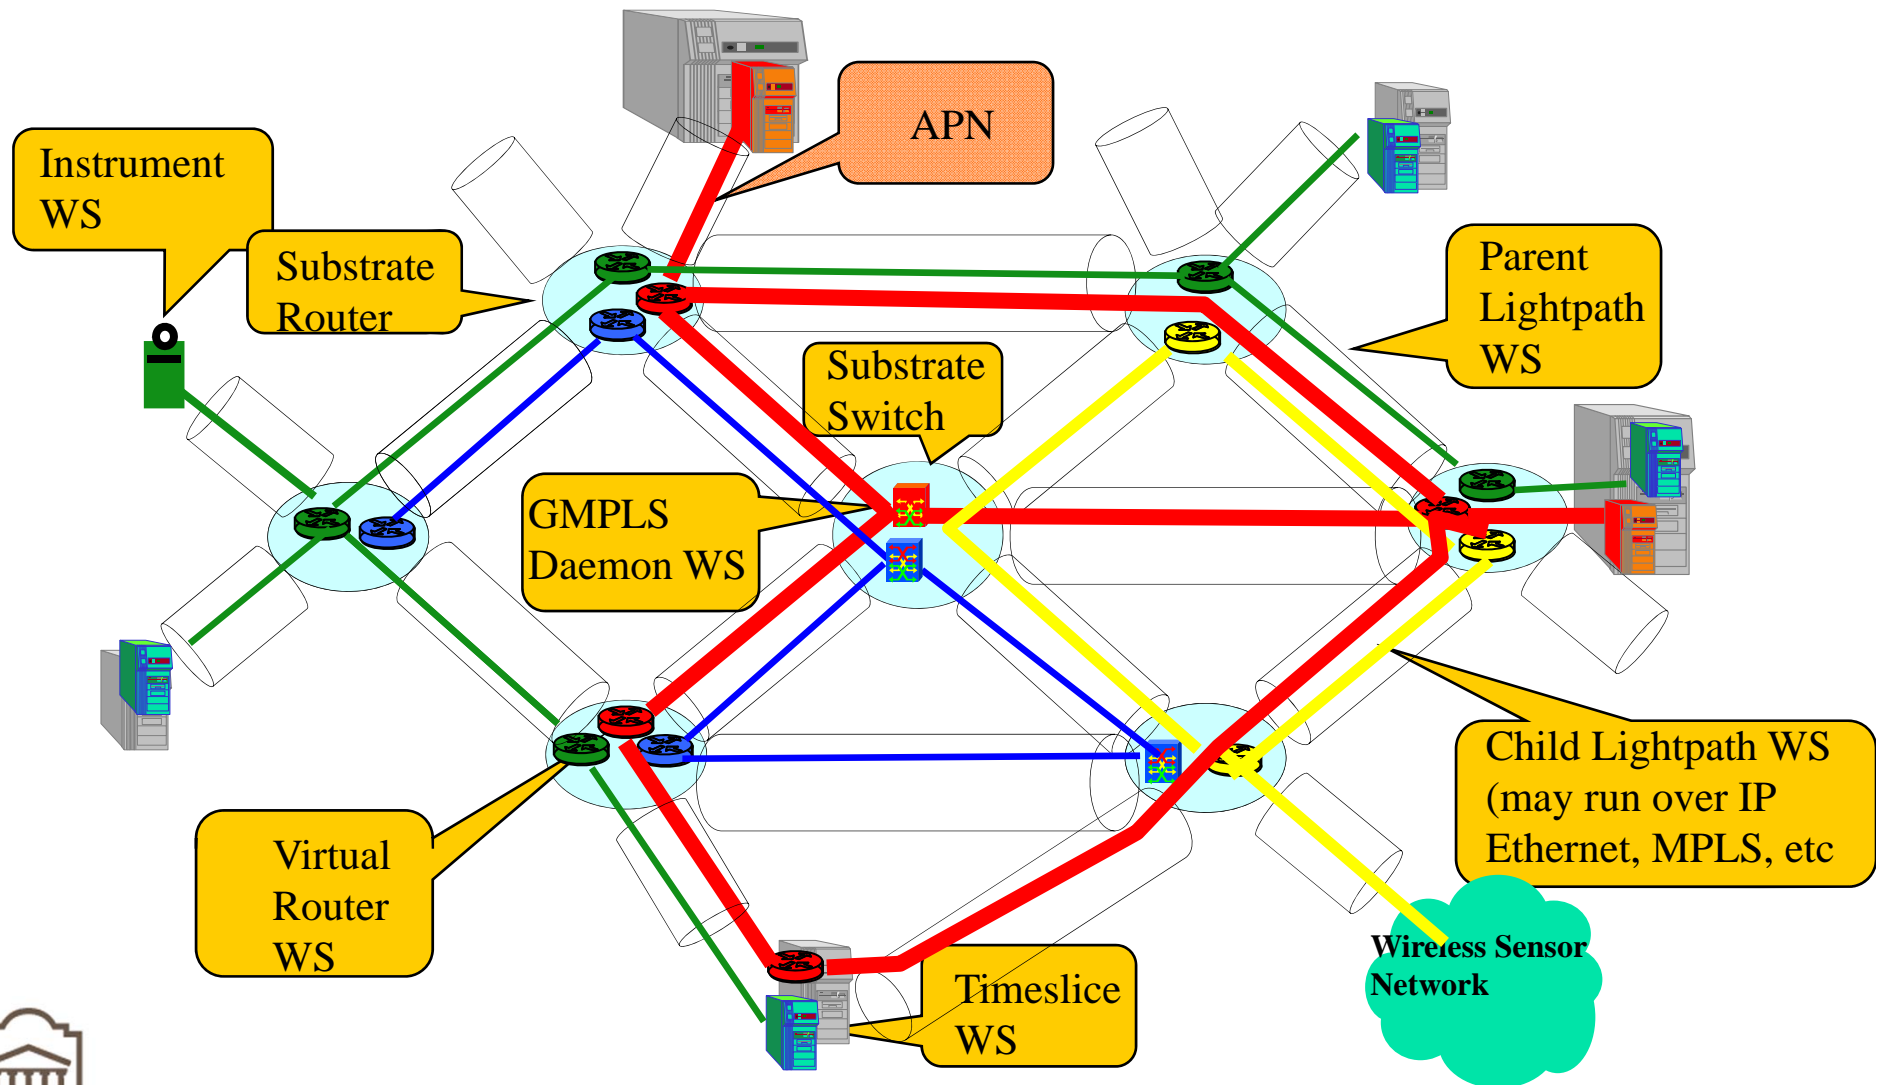 APN
Instrument
WS
Substrate
Router
Parent
Lightpath
WS
Substrate
Switch
GMPLS
Daemon WS
Child Lightpath WS
(may run over IP
Ethernet, MPLS, etc
Virtual
Router
WS
Wireless Sensor
Network
Timeslice
WS